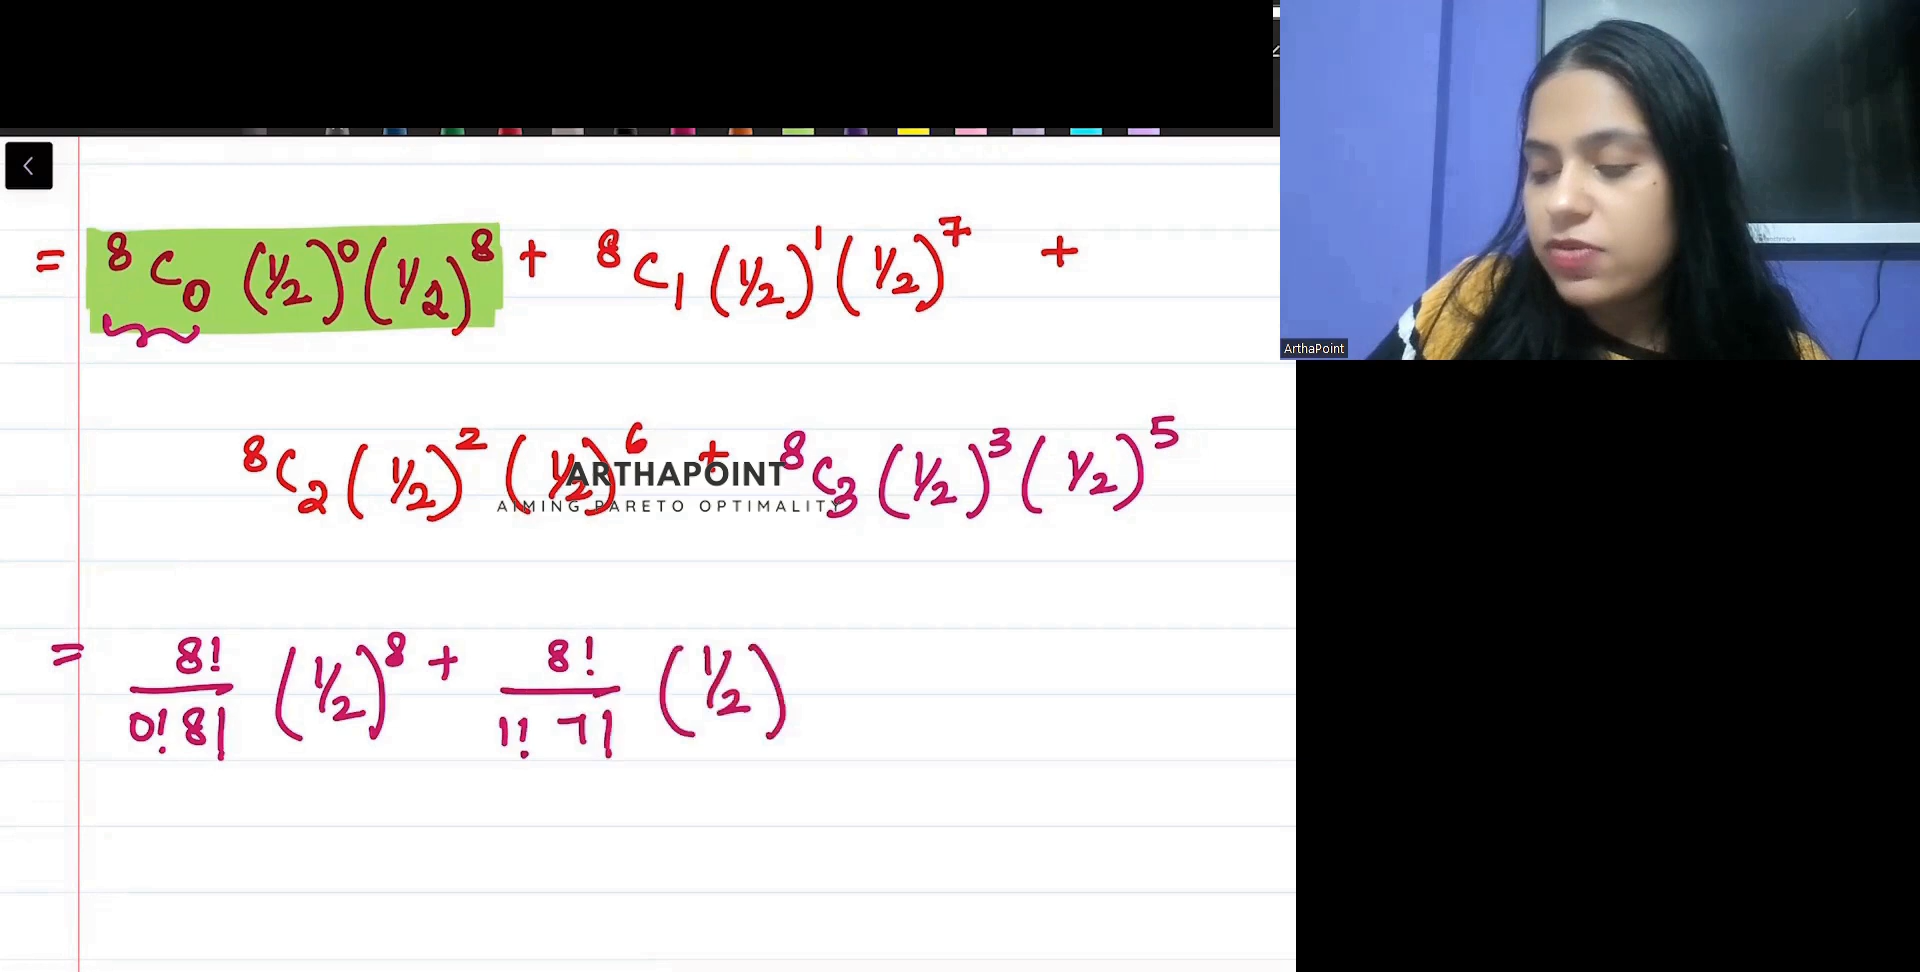 = ⁸C₀ (1/2)⁰ (1/2)⁸ + ⁸C₁ (1/2)¹ (1/2)⁷ +
⁸C₂ (1/2)² (1/2)⁶ + ⁸C₃ (1/2)³ (1/2)⁵
ARTHAPOINT
AIMING PARETO OPTIMALITY
= 8!/(0! 8!) (1/2)⁸ + 8!/(1! 7!) (1/2)
ArthaPoint